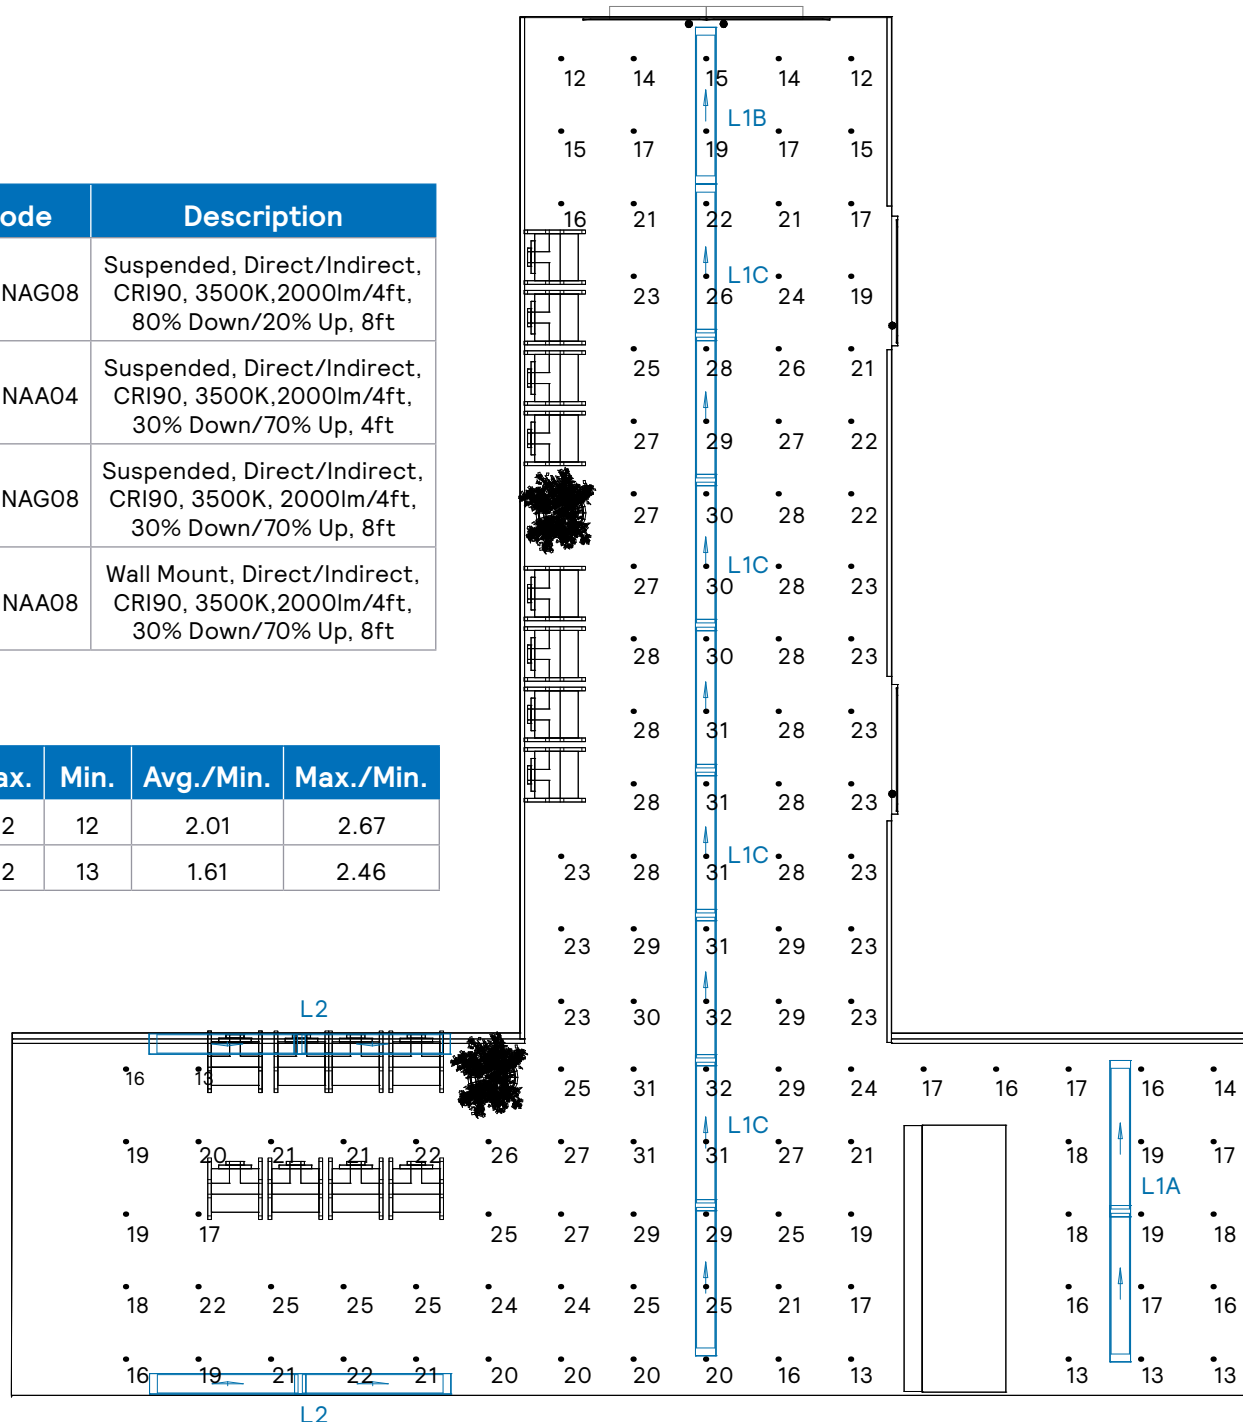 12 14 15 14 12
L1B
15 17 19 17 15
ode Description
16 21 22 21 17
Suspended, Direct/Indirect,
NAG08 CRI90, 3500K,2000lm/4ft,
80% Down/20% Up, 8ft
L1C
23 26 24 19
Suspended, Direct/Indirect,
NAA04 CRI90, 3500K,2000lm/4ft,
30% Down/70% Up, 4ft
25 28 26 21
27 29 27 22
Suspended, Direct/Indirect,
NAG08 CRI90, 3500K, 2000lm/4ft,
30% Down/70% Up, 8ft
27 30 28 22
Wall Mount, Direct/Indirect,
NAA08 CRI90, 3500K,2000lm/4ft,
30% Down/70% Up, 8ft
L1C
27 30 28 23
28 30 28 23
28 31 28 23
ax. Min. Avg./Min. Max./Min.
2 12 2.01 2.67
2 13 1.61 2.46
28 31 28 23
L1C
23 28 31 28 23
23 29 31 29 23
L2
23 30 32 29 23
16 13 25 31 32 29 24 17 16 17 16 14
L1C
19 20 21 21 22 26 27 31 31 27 21 18 19 17
L1A
19 17 25 27 29 29 25 19 18 19 18
18 22 25 25 25 24 24 25 25 21 17 16 17 16
16 19 21 22 21 20 20 20 20 16 13 13 13 13
L2